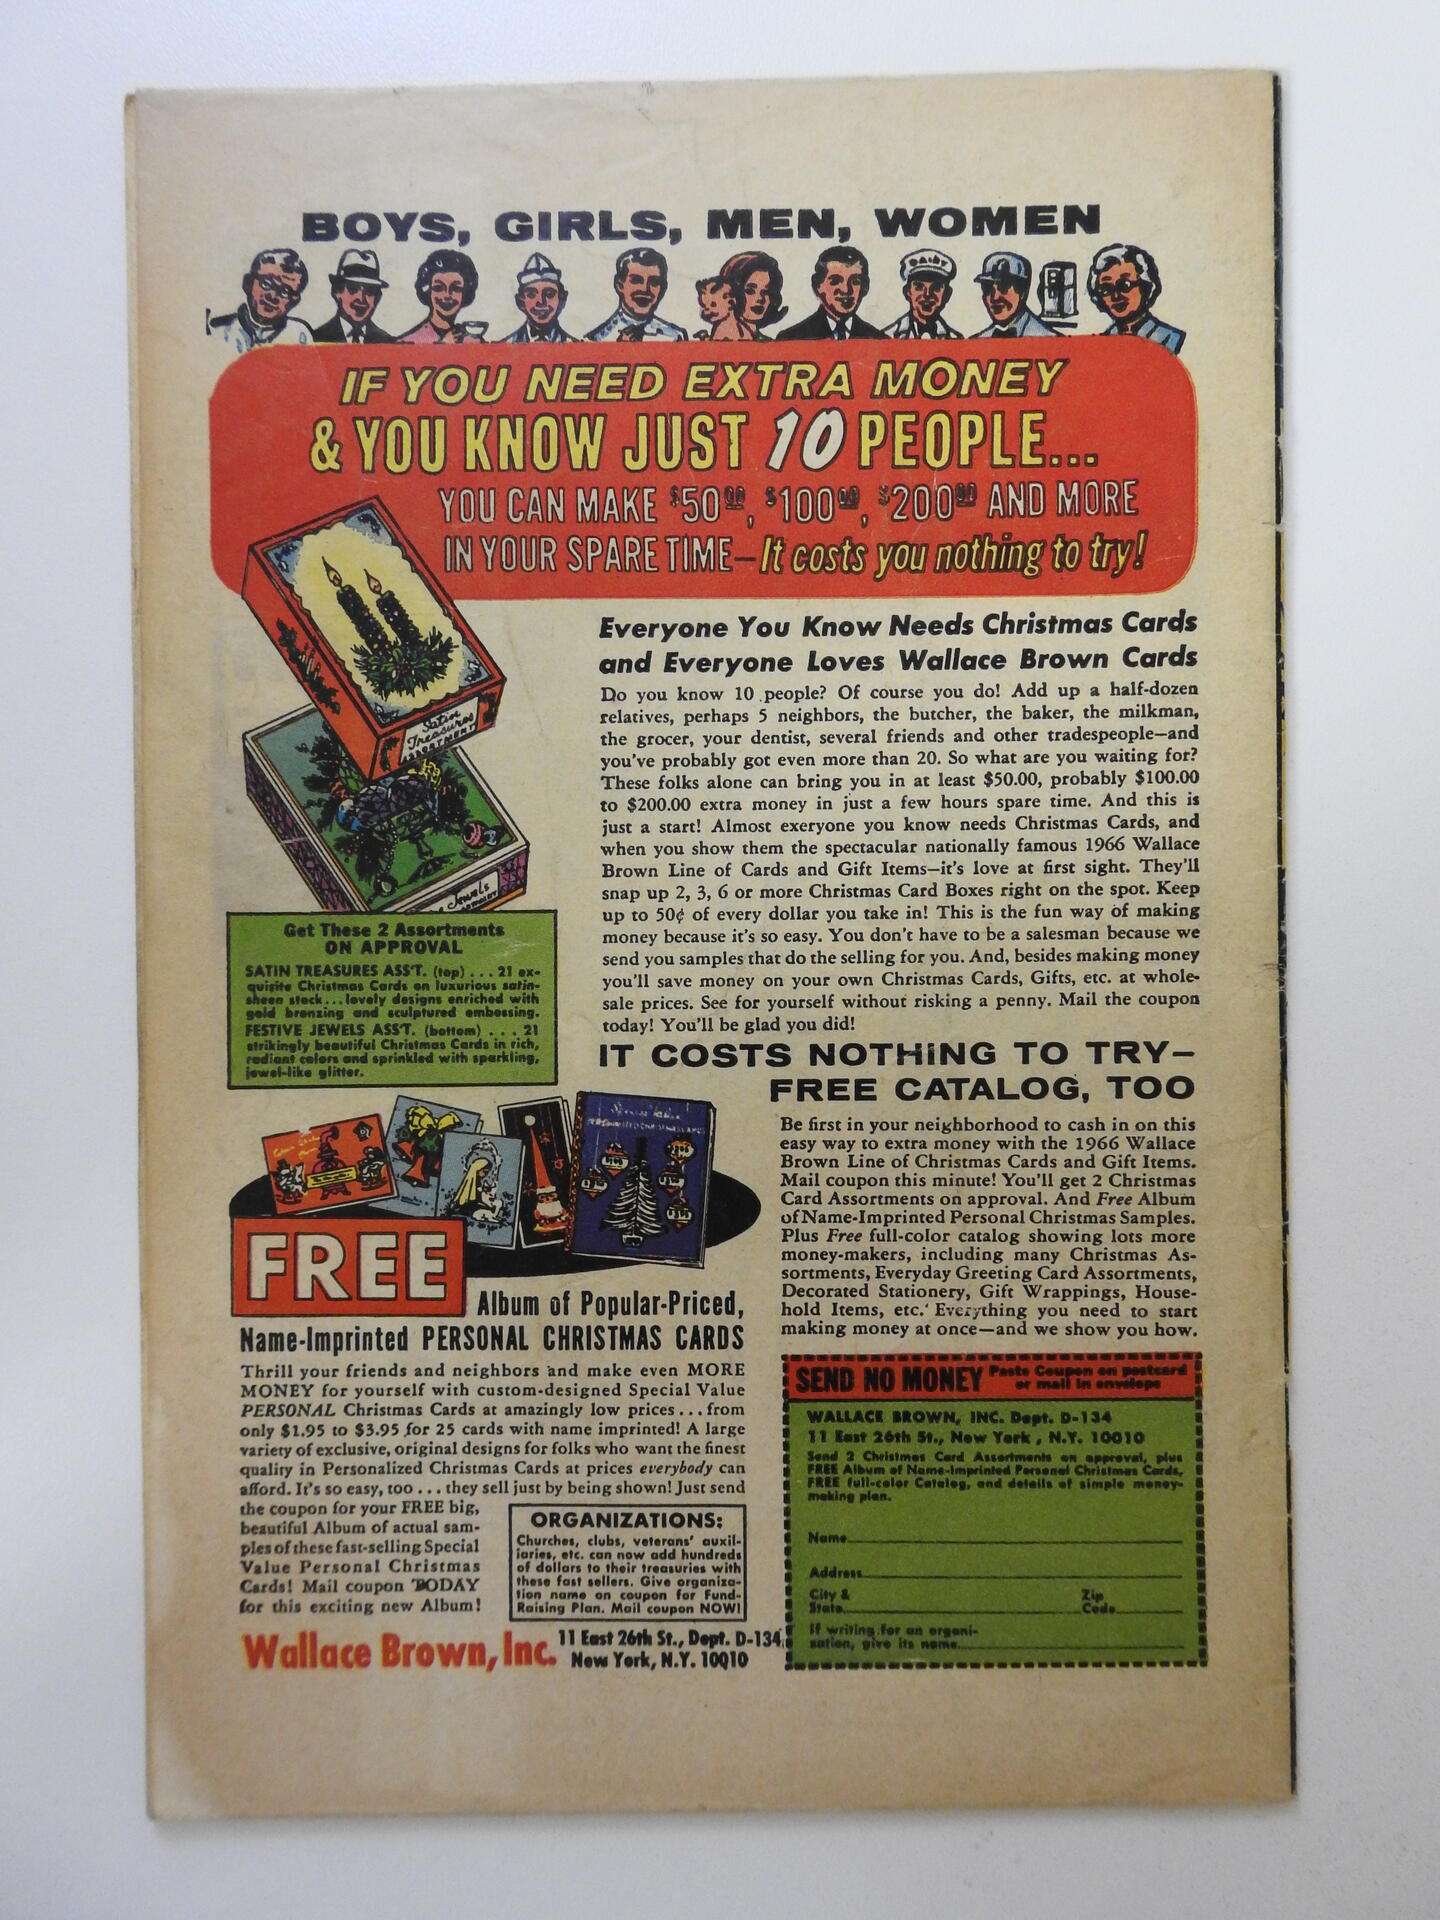 BOYS, GIRLS, MEN, WOMEN
DAIRY
IF YOU NEED EXTRA MONEY
& YOU KNOW JUST 10 PEOPLE...
YOU CAN MAKE $50.00, $100.00, $200.00 AND MORE
IN YOUR SPARE TIME—It costs you nothing to try!
Satin
Treasures
ASSORTMENT
Jewels
Everyone You Know Needs Christmas Cards
and Everyone Loves Wallace Brown Cards
Do you know 10 people? Of course you do! Add up a half-dozen
relatives, perhaps 5 neighbors, the butcher, the baker, the milkman,
the grocer, your dentist, several friends and other tradespeople—and
you've probably got even more than 20. So what are you waiting for?
These folks alone can bring you in at least $50.00, probably $100.00
to $200.00 extra money in just a few hours spare time. And this is
just a start! Almost exeryone you know needs Christmas Cards, and
when you show them the spectacular nationally famous 1966 Wallace
Brown Line of Cards and Gift Items—it's love at first sight. They'll
snap up 2, 3, 6 or more Christmas Card Boxes right on the spot. Keep
up to 50¢ of every dollar you take in! This is the fun way of making
money because it's so easy. You don't have to be a salesman because we
send you samples that do the selling for you. And, besides making money
you'll save money on your own Christmas Cards, Gifts, etc. at whole-
sale prices. See for yourself without risking a penny. Mail the coupon
today! You'll be glad you did!
Get These 2 Assortments
ON APPROVAL
SATIN TREASURES ASS'T. (top) . . . 21 ex-
quisite Christmas Cards on luxurious satin-
sheen stock . . . lovely designs enriched with
gold bronzing and sculptured embossing.
FESTIVE JEWELS ASS'T. (bottom) . . . 21
strikingly beautiful Christmas Cards in rich,
radiant colors and sprinkled with sparkling,
jewel-like glitter.
IT COSTS NOTHING TO TRY—
FREE CATALOG, TOO
Be first in your neighborhood to cash in on this
easy way to extra money with the 1966 Wallace
Brown Line of Christmas Cards and Gift Items.
Mail coupon this minute! You'll get 2 Christmas
Card Assortments on approval. And Free Album
of Name-Imprinted Personal Christmas Samples.
Plus Free full-color catalog showing lots more
money-makers, including many Christmas As-
sortments, Everyday Greeting Card Assortments,
Decorated Stationery, Gift Wrappings, House-
hold Items, etc. Everything you need to start
making money at once—and we show you how.
FREE
Album of Popular-Priced,
Name-Imprinted PERSONAL CHRISTMAS CARDS
Thrill your friends and neighbors and make even MORE
MONEY for yourself with custom-designed Special Value
PERSONAL Christmas Cards at amazingly low prices . . . from
only $1.95 to $3.95 for 25 cards with name imprinted! A large
variety of exclusive, original designs for folks who want the finest
quality in Personalized Christmas Cards at prices everybody can
afford. It's so easy, too . . . they sell just by being shown! Just send
the coupon for your FREE big,
beautiful Album of actual sam-
ples of these fast-selling Special
Value Personal Christmas
Cards! Mail coupon TODAY
for this exciting new Album!
ORGANIZATIONS:
Churches, clubs, veterans' auxil-
iaries, etc. can now add hundreds
of dollars to their treasuries with
these fast sellers. Give organiza-
tion name on coupon for Fund-
Raising Plan. Mail coupon NOW!
Wallace Brown, Inc. 11 East 26th St., Dept. D-134,
New York, N.Y. 10010
SEND NO MONEY Paste Coupon on postcard
or mail in envelope
WALLACE BROWN, INC. Dept. D-134
11 East 26th St., New York, N.Y. 10010
Send 2 Christmas Card Assortments on approval, plus
FREE Album of Name-Imprinted Personal Christmas Cards,
FREE full-color Catalog, and details of simple money-
making plan.
Name
Address
City & Zip
State Code
If writing for an organi-
sation, give its name